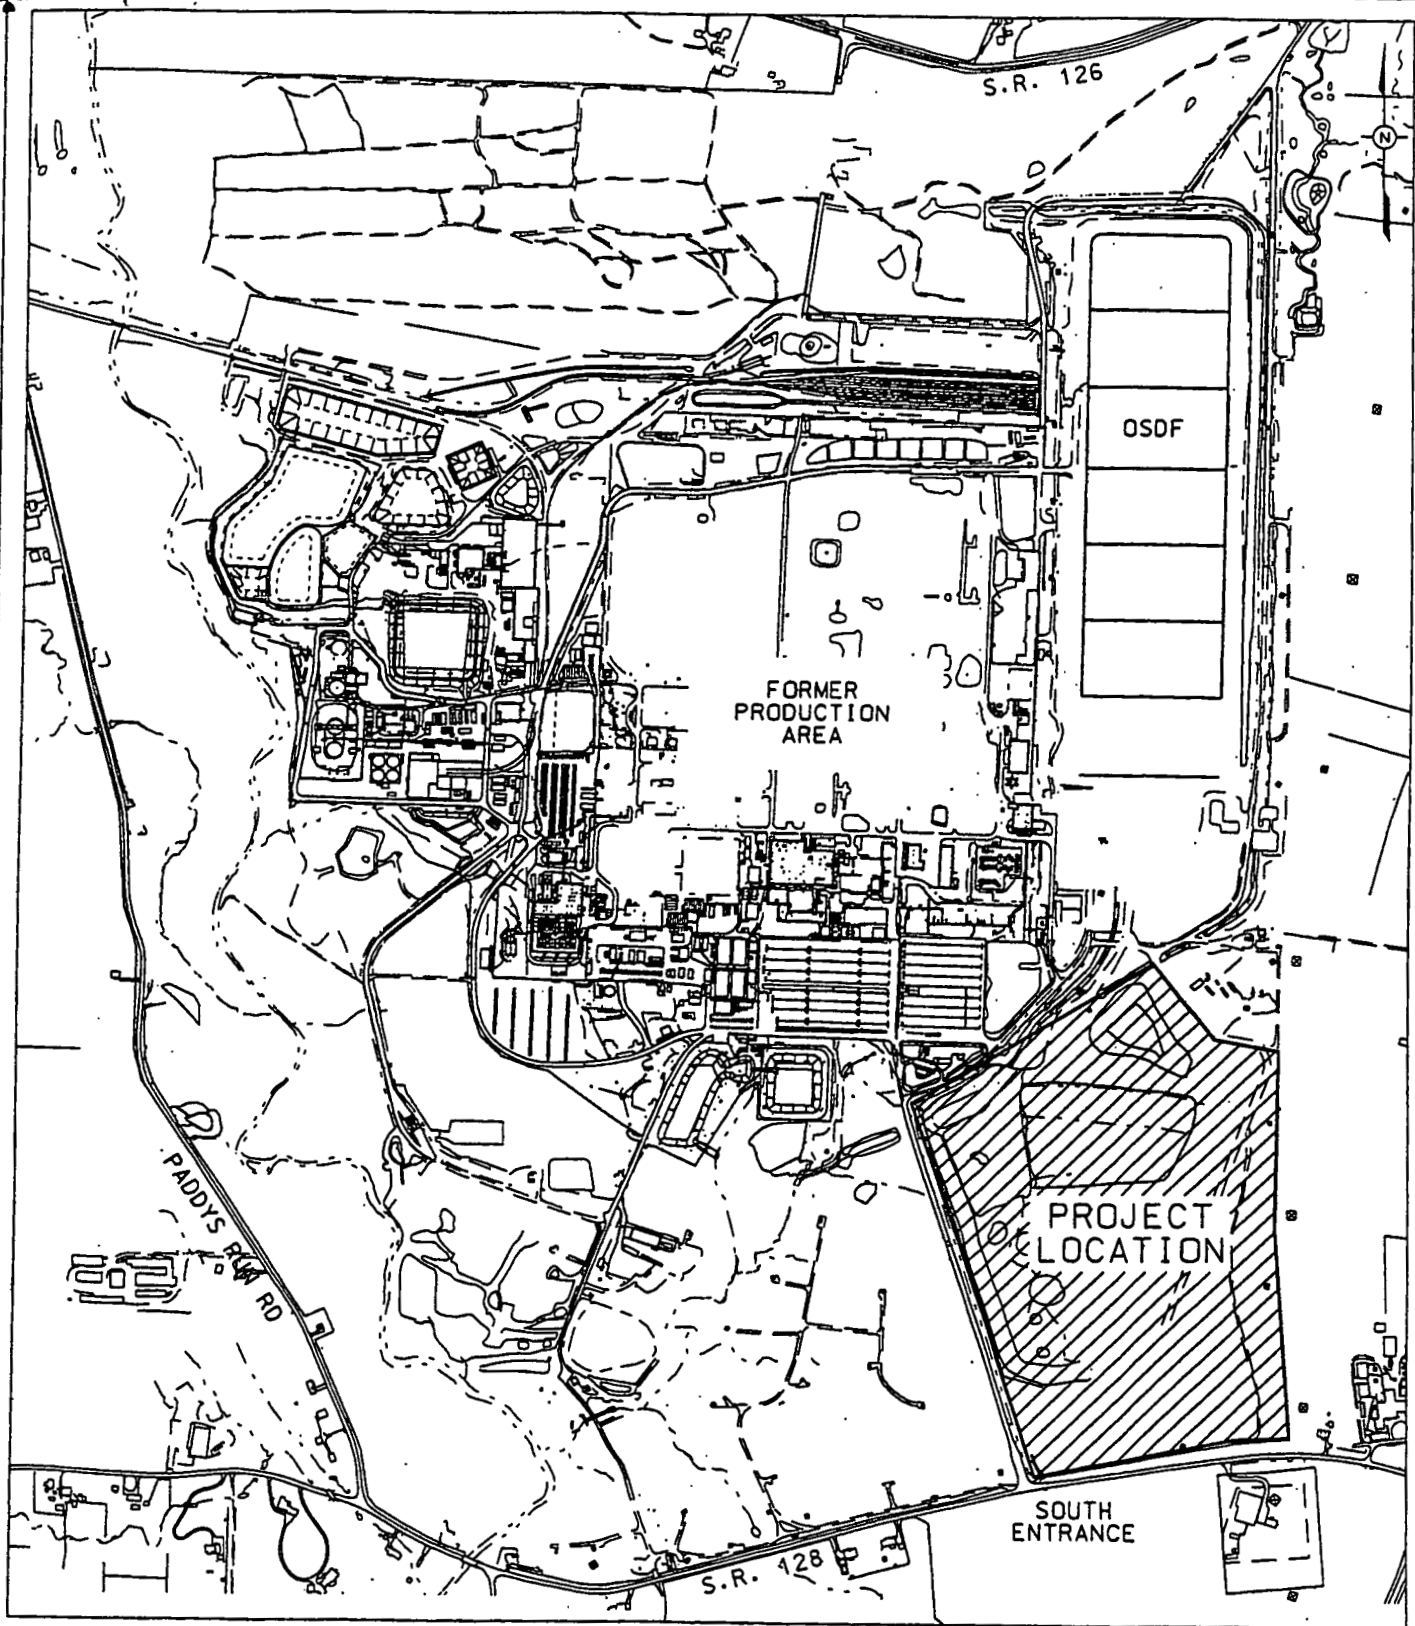 S.R. 126
N
OSDF
FORMER
PRODUCTION
AREA
PROJECT
LOCATION
PADDYS RUN RD
SOUTH
ENTRANCE
S.R. 128